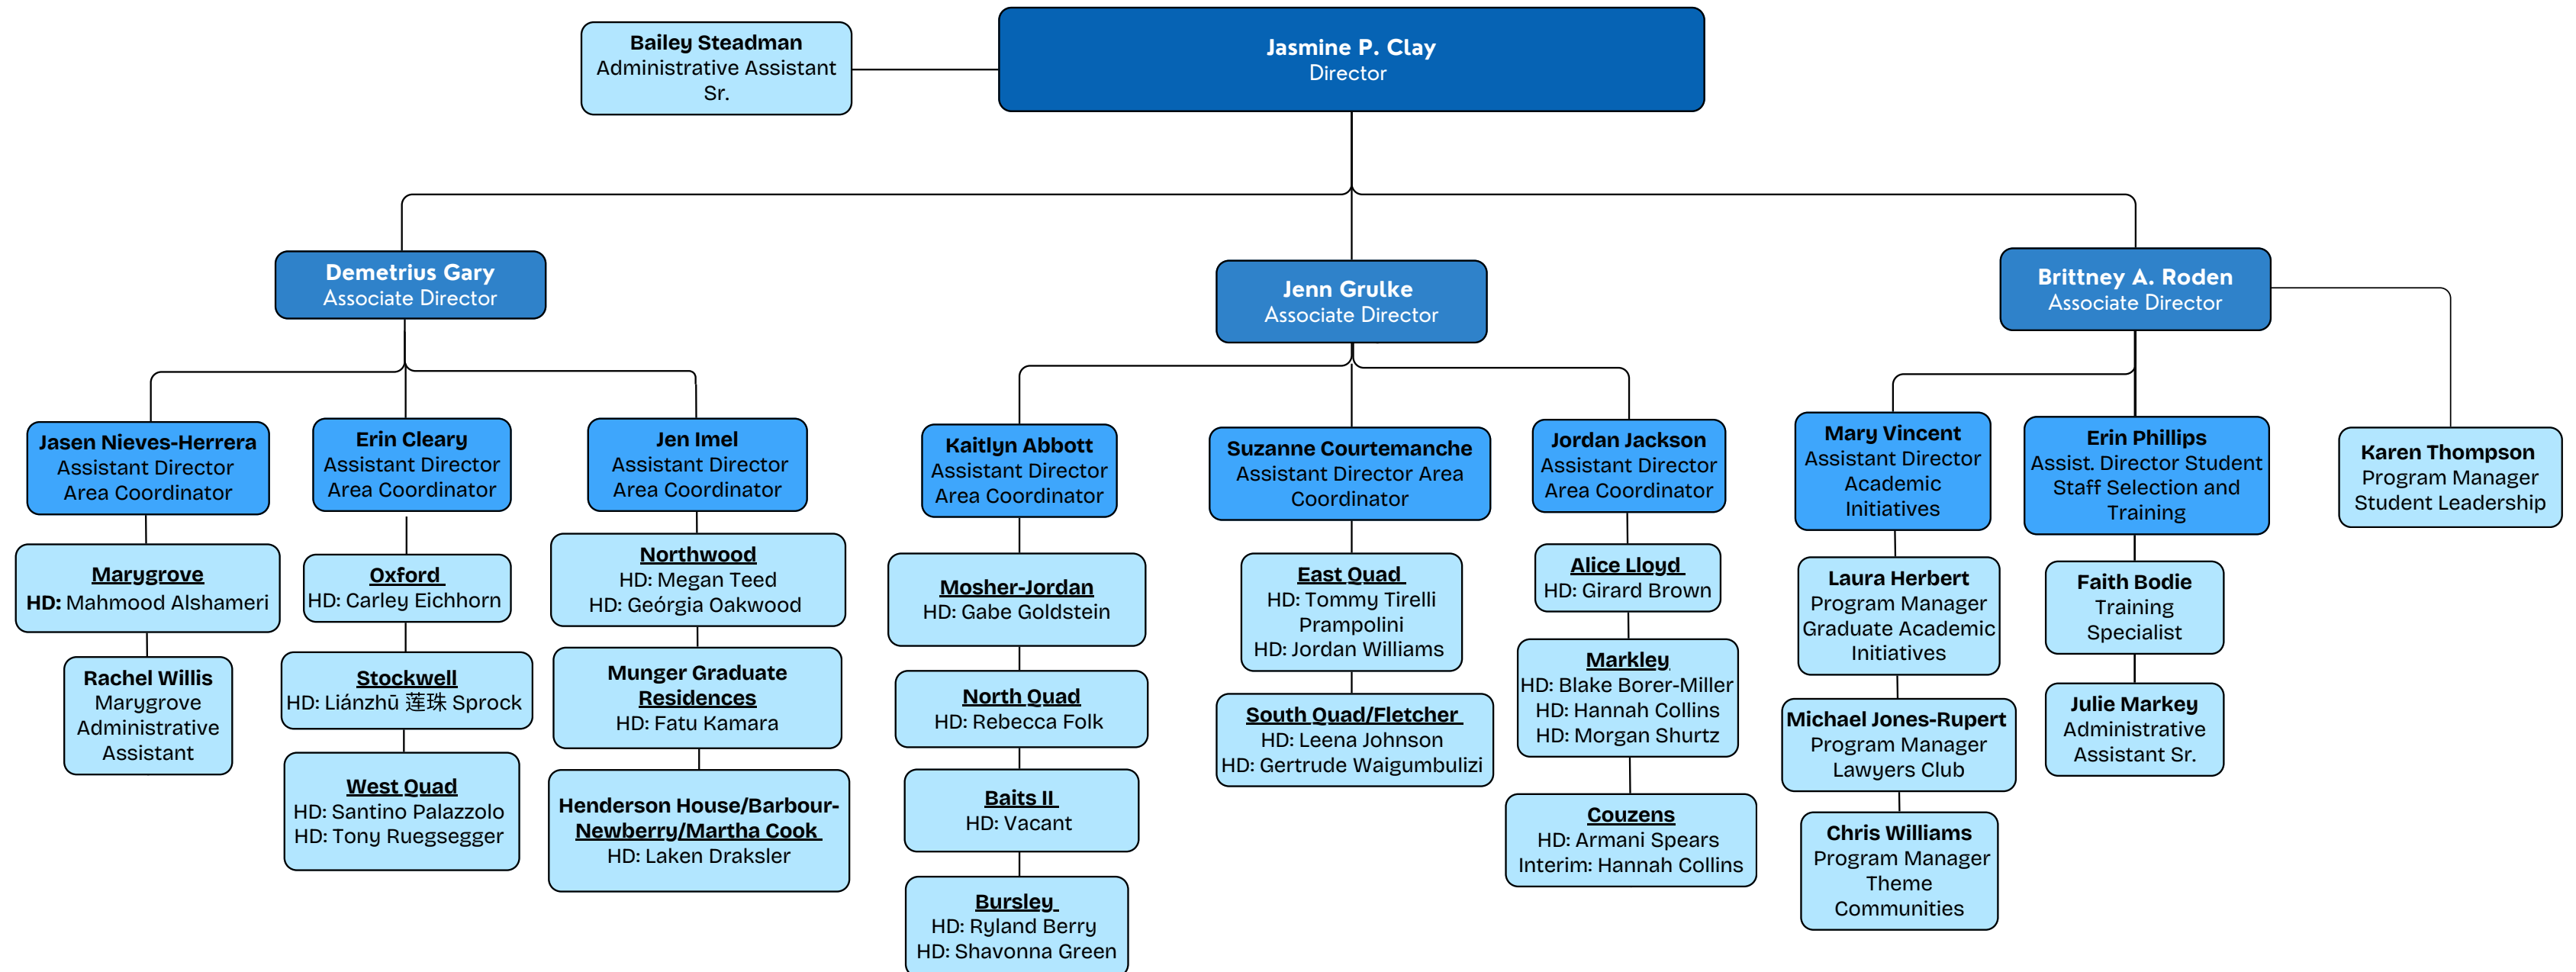 Bailey Steadman
Administrative Assistant
Sr.
Jasmine P. Clay
Director
Demetrius Gary
Associate Director
Jenn Grulke
Associate Director
Brittney A. Roden
Associate Director
Jasen Nieves-Herrera
Assistant Director
Area Coordinator
Marygrove
HD: Mahmood Alshameri
Rachel Willis
Marygrove
Administrative
Assistant
Erin Cleary
Assistant Director
Area Coordinator
Oxford
HD: Carley Eichhorn
Stockwell
HD: Liánzhū 莲珠 Sprock
West Quad
HD: Santino Palazzolo
HD: Tony Ruegsegger
Jen Imel
Assistant Director
Area Coordinator
Northwood
HD: Megan Teed
HD: Geórgia Oakwood
Munger Graduate
Residences
HD: Fatu Kamara
Henderson House/Barbour-
Newberry/Martha Cook
HD: Laken Draksler
Kaitlyn Abbott
Assistant Director
Area Coordinator
Mosher-Jordan
HD: Gabe Goldstein
North Quad
HD: Rebecca Folk
Baits II
HD: Vacant
Bursley
HD: Ryland Berry
HD: Shavonna Green
Suzanne Courtemanche
Assistant Director Area
Coordinator
East Quad
HD: Tommy Tirelli
Prampolini
HD: Jordan Williams
South Quad/Fletcher
HD: Leena Johnson
HD: Gertrude Waigumbulizi
Jordan Jackson
Assistant Director
Area Coordinator
Alice Lloyd
HD: Girard Brown
Markley
HD: Blake Borer-Miller
HD: Hannah Collins
HD: Morgan Shurtz
Couzens
HD: Armani Spears
Interim: Hannah Collins
Mary Vincent
Assistant Director
Academic
Initiatives
Laura Herbert
Program Manager
Graduate Academic
Initiatives
Michael Jones-Rupert
Program Manager
Lawyers Club
Chris Williams
Program Manager
Theme
Communities
Erin Phillips
Assist. Director Student
Staff Selection and
Training
Faith Bodie
Training
Specialist
Julie Markey
Administrative
Assistant Sr.
Karen Thompson
Program Manager
Student Leadership